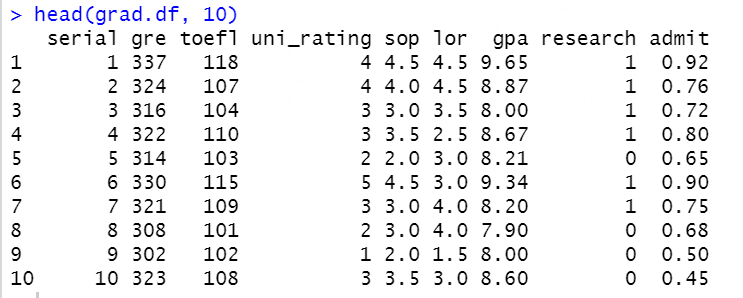 > head(grad.df, 10)
   serial gre toefl uni_rating sop lor  gpa research admit
1       1 337   118          4 4.5 4.5 9.65        1  0.92
2       2 324   107          4 4.0 4.5 8.87        1  0.76
3       3 316   104          3 3.0 3.5 8.00        1  0.72
4       4 322   110          3 3.5 2.5 8.67        1  0.80
5       5 314   103          2 2.0 3.0 8.21        0  0.65
6       6 330   115          5 4.5 3.0 9.34        1  0.90
7       7 321   109          3 3.0 4.0 8.20        1  0.75
8       8 308   101          2 3.0 4.0 7.90        0  0.68
9       9 302   102          1 2.0 1.5 8.00        0  0.50
10     10 323   108          3 3.5 3.0 8.60        0  0.45